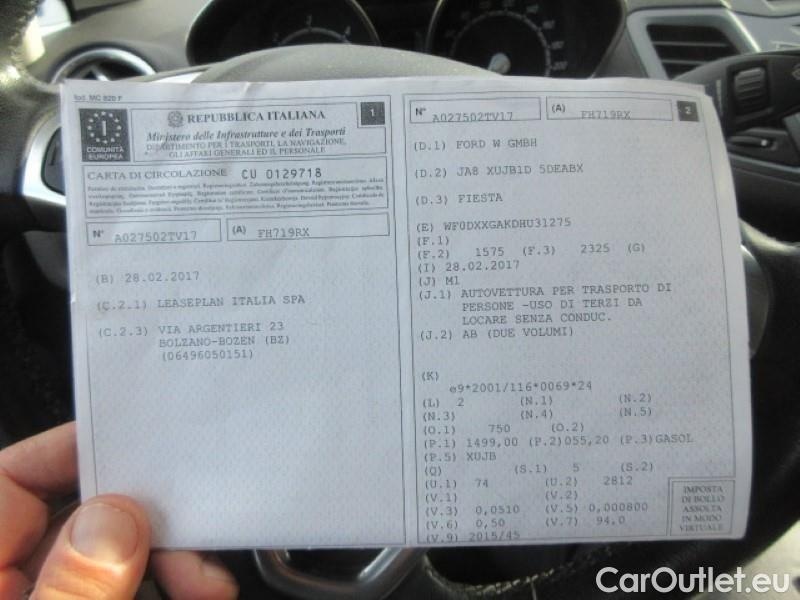 Mod. MC 820 F
I
COMUNITÀ
EUROPEA
REPUBBLICA ITALIANA
Ministero delle Infrastrutture e dei Trasporti
DIPARTIMENTO PER I TRASPORTI, LA NAVIGAZIONE,
GLI AFFARI GENERALI ED IL PERSONALE
1
CARTA DI CIRCOLAZIONE CU 0129718
N° A027502TV17 (A) FH719RX
(B) 28.02.2017
(C.2.1) LEASEPLAN ITALIA SPA
(C.2.3) VIA ARGENTIERI 23
BOLZANO-BOZEN (BZ)
(06496050151)
N° A027502TV17 (A) FH719RX 2
(D.1) FORD W GMBH
(D.2) JA8 XUJB1D 5DEABX
(D.3) FIESTA
(E) WF0DXXGAKDHU31275
(F.1)
(F.2) 1575 (F.3) 2325 (G)
(I) 28.02.2017
(J) M1
(J.1) AUTOVETTURA PER TRASPORTO DI
PERSONE -USO DI TERZI DA
LOCARE SENZA CONDUC.
(J.2) AB (DUE VOLUMI)
(K)
e9*2001/116*0069*24
(L) 2 (N.1) (N.2)
(N.3) (N.4) (N.5)
(O.1) 750 (O.2)
(P.1) 1499,00 (P.2)055,20 (P.3)GASOL
(P.5) XUJB
(Q) (S.1) 5 (S.2)
(U.1) 74 (U.2) 2812
(V.1) (V.2)
(V.3) 0,0510 (V.5) 0,000800
(V.6) 0,50 (V.7) 94,0
(V.9) 2015/45
IMPOSTA
DI BOLLO
ASSOLTA
IN MODO
VIRTUALE
CarOutlet.eu